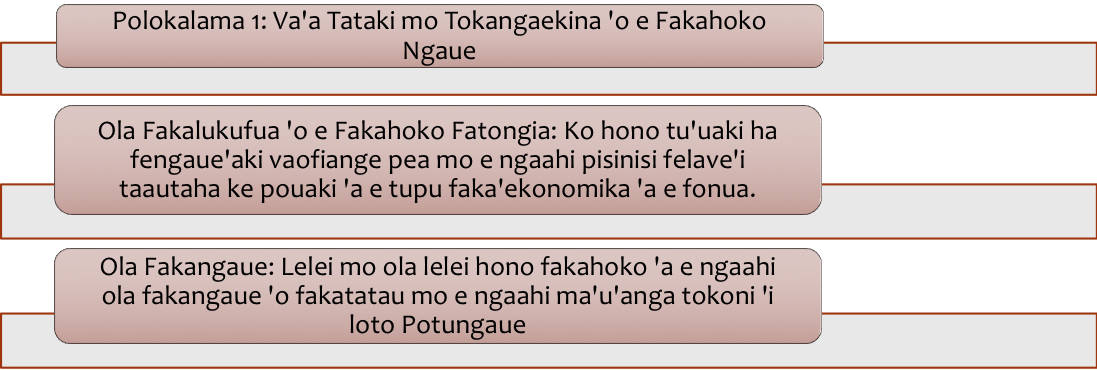 Polokalama 1: Va'a Tataki mo Tokangaekina 'o e Fakahoko
Ngaue
Ola Fakalukufua 'o e Fakahoko Fatongia: Ko hono tu'uaki ha
fengaue'aki vaofiange pea mo e ngaahi pisinisi felave'i
taautaha ke pouaki 'a e tupu faka'ekonomika 'a e fonua.
Ola Fakangaue: Lelei mo ola lelei hono fakahoko 'a e ngaahi
ola fakangaue 'o fakatatau mo e ngaahi ma'u'anga tokoni 'i
loto Potungaue